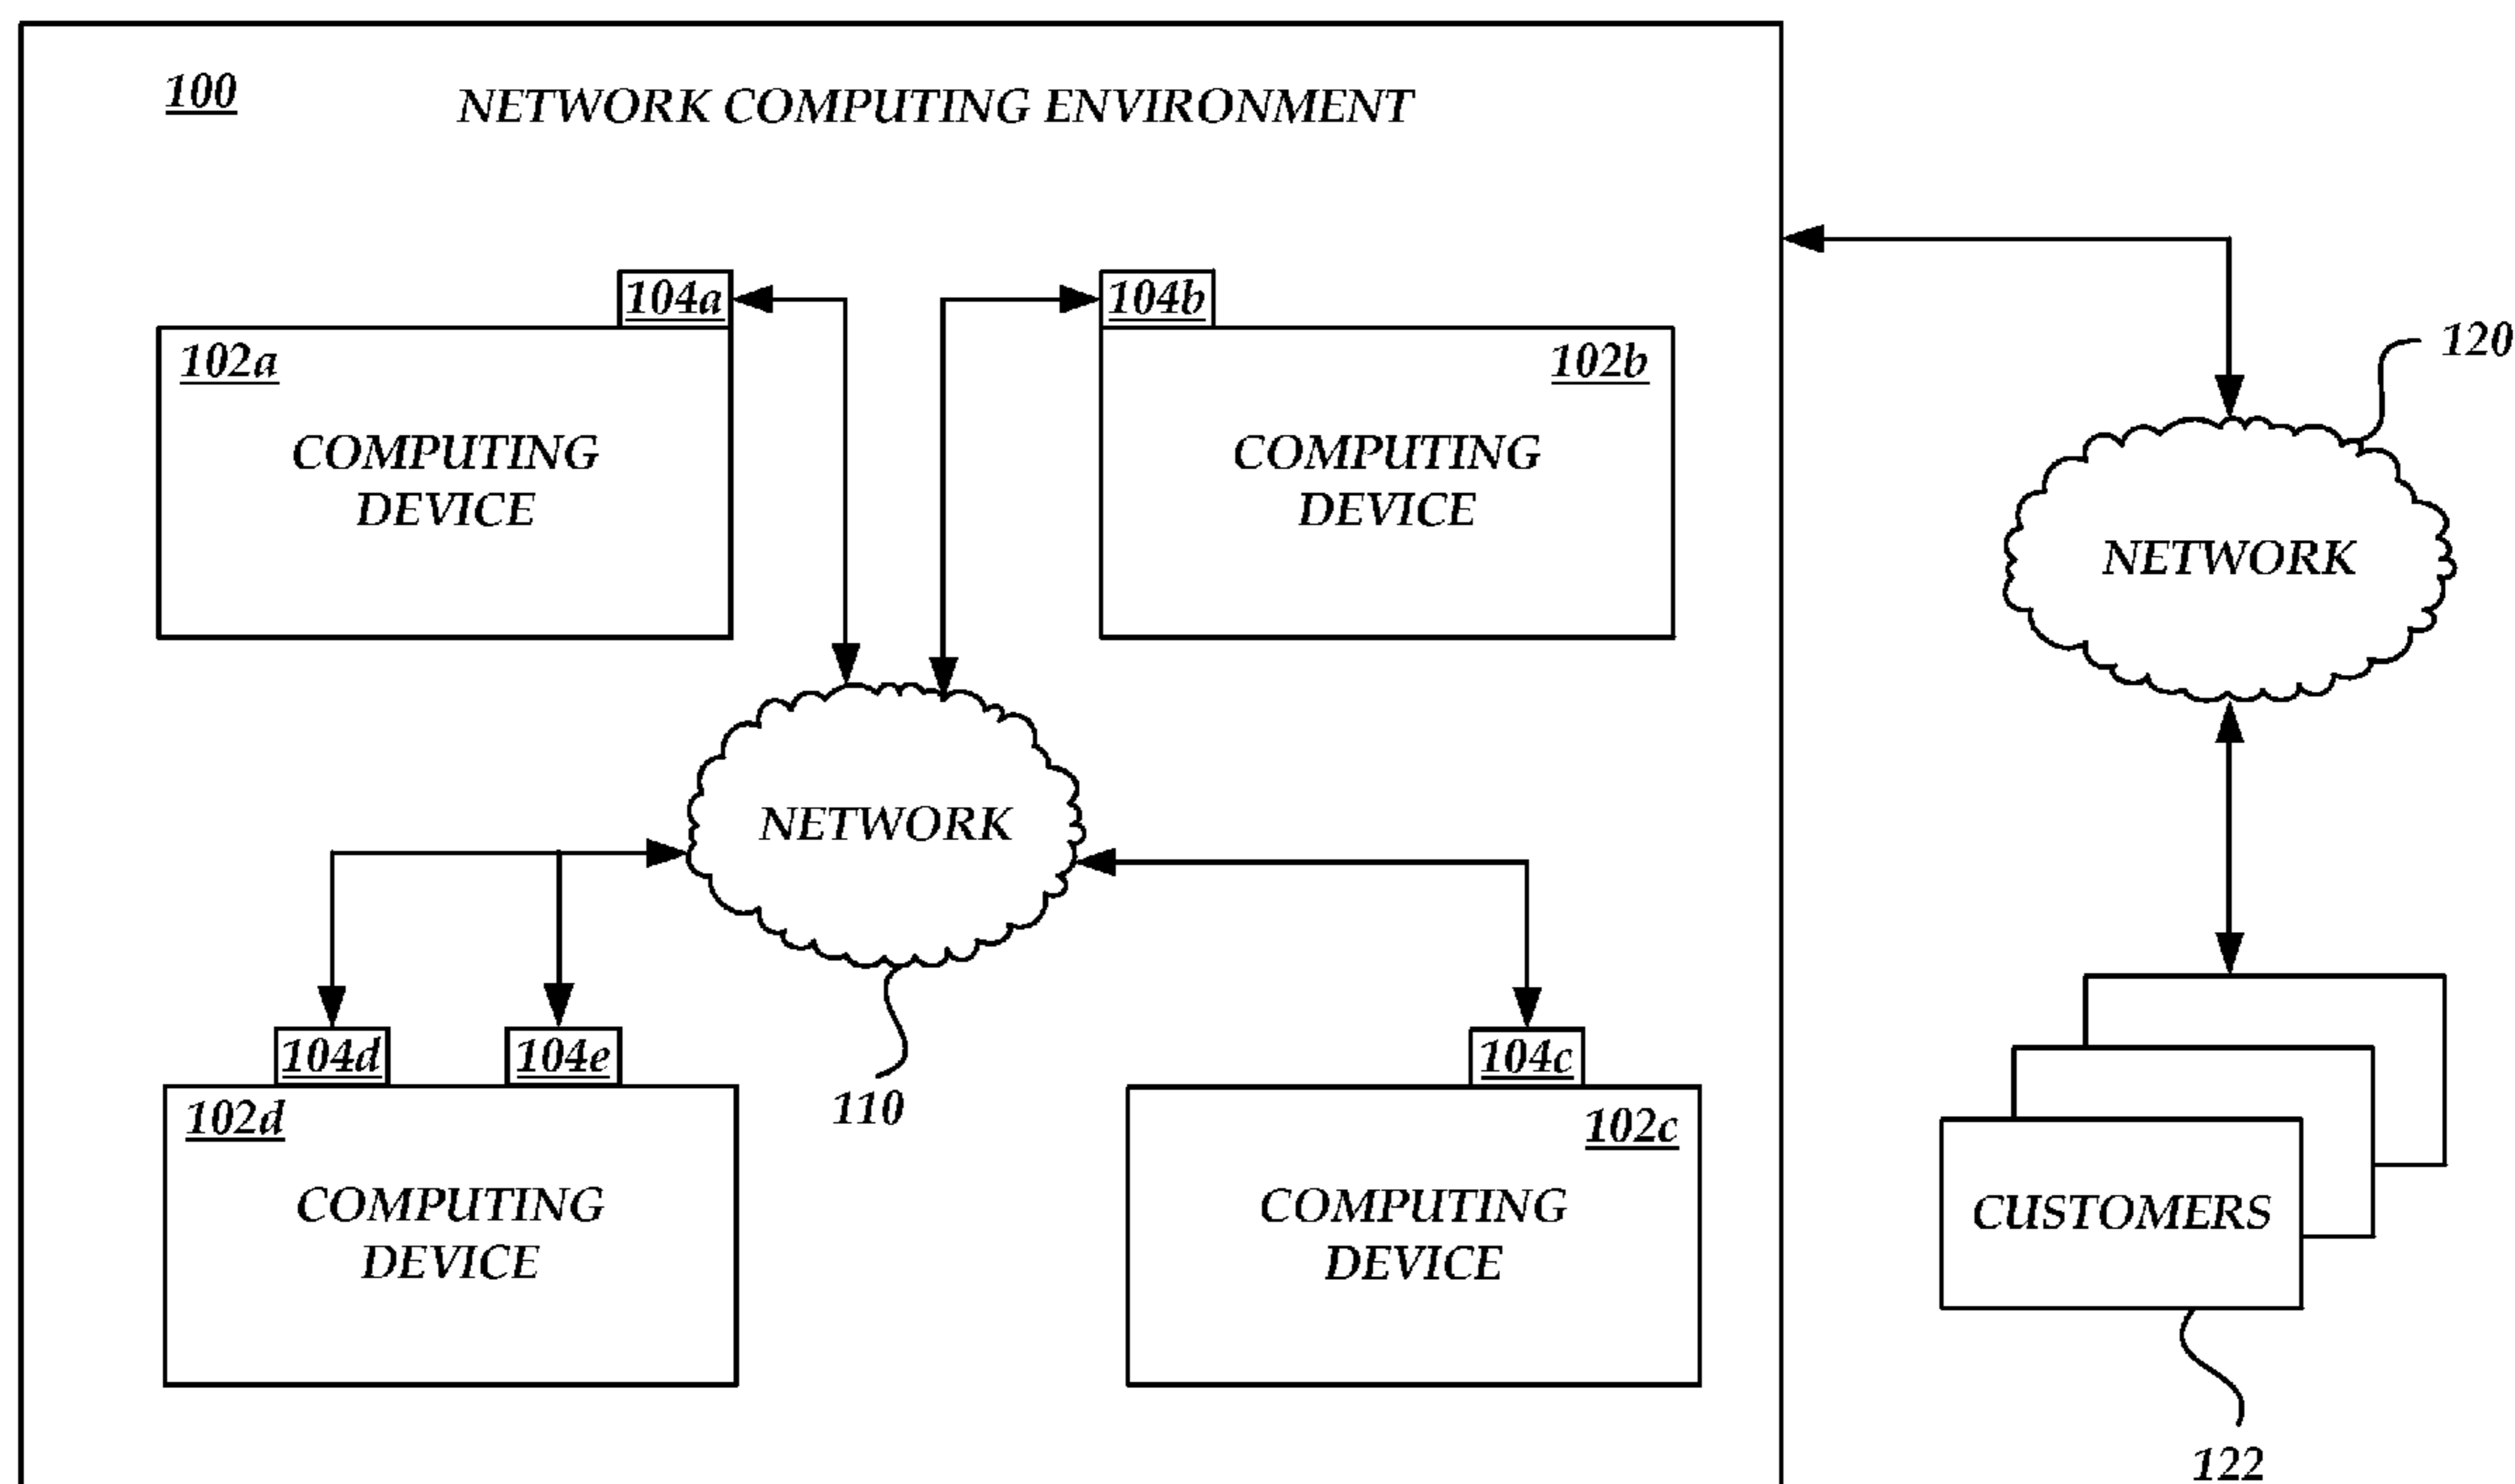 100
NETWORK COMPUTING ENVIRONMENT
104a
104b
102a
102b
COMPUTING
DEVICE
COMPUTING
DEVICE
120
NETWORK
NETWORK
104d
104e
104c
102d
110
102c
COMPUTING
DEVICE
COMPUTING
DEVICE
CUSTOMERS
122